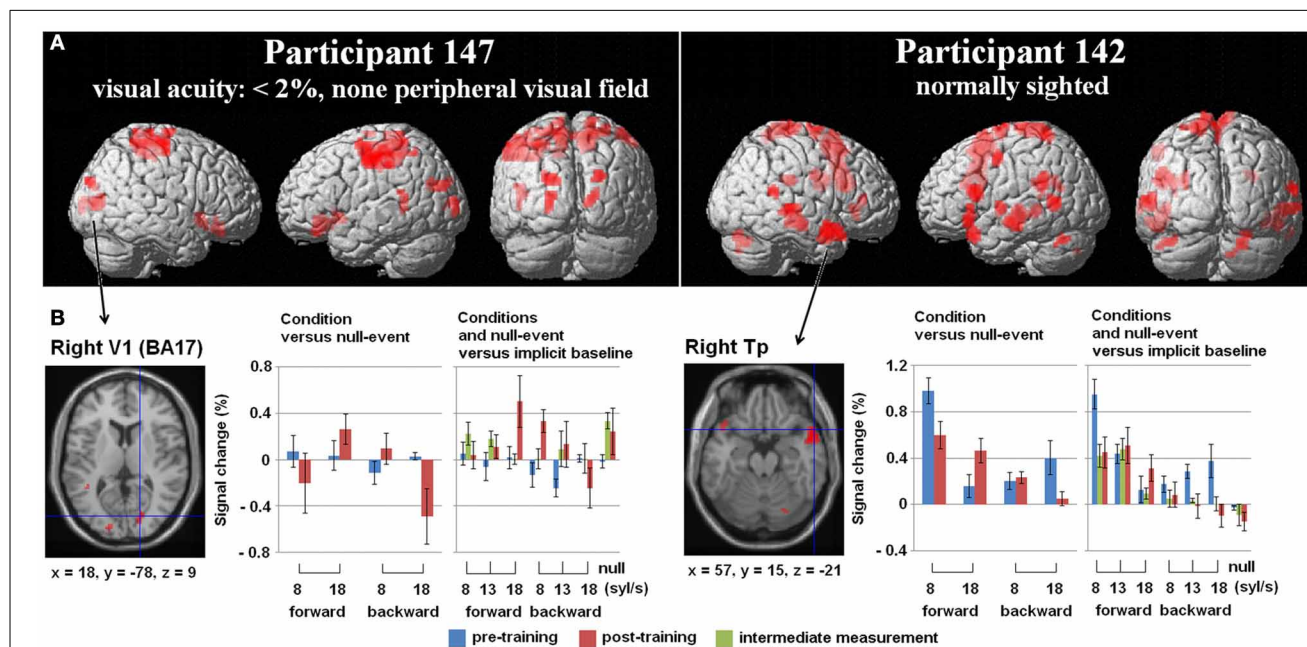 A
Participant 147
visual acuity: < 2%, none peripheral visual field
Participant 142
normally sighted
B
Right V1 (BA17)
x = 18, y = -78, z = 9
Condition
versus null-event
Conditions
and null-event
versus implicit baseline
Signal change (%)
0.8
0.4
0
- 0.4
- 0.8
8 18 8 18
forward backward
8 13 18 8 13 18 (syl/s)
null
forward backward
Right Tp
x = 57, y = 15, z = -21
Condition
versus null-event
Conditions
and null-event
versus implicit baseline
Signal change (%)
1.2
0.8
0.4
0
- 0.4
8 18 8 18
forward backward
8 13 18 8 13 18 (syl/s)
null
forward backward
pre-training post-training intermediate measurement